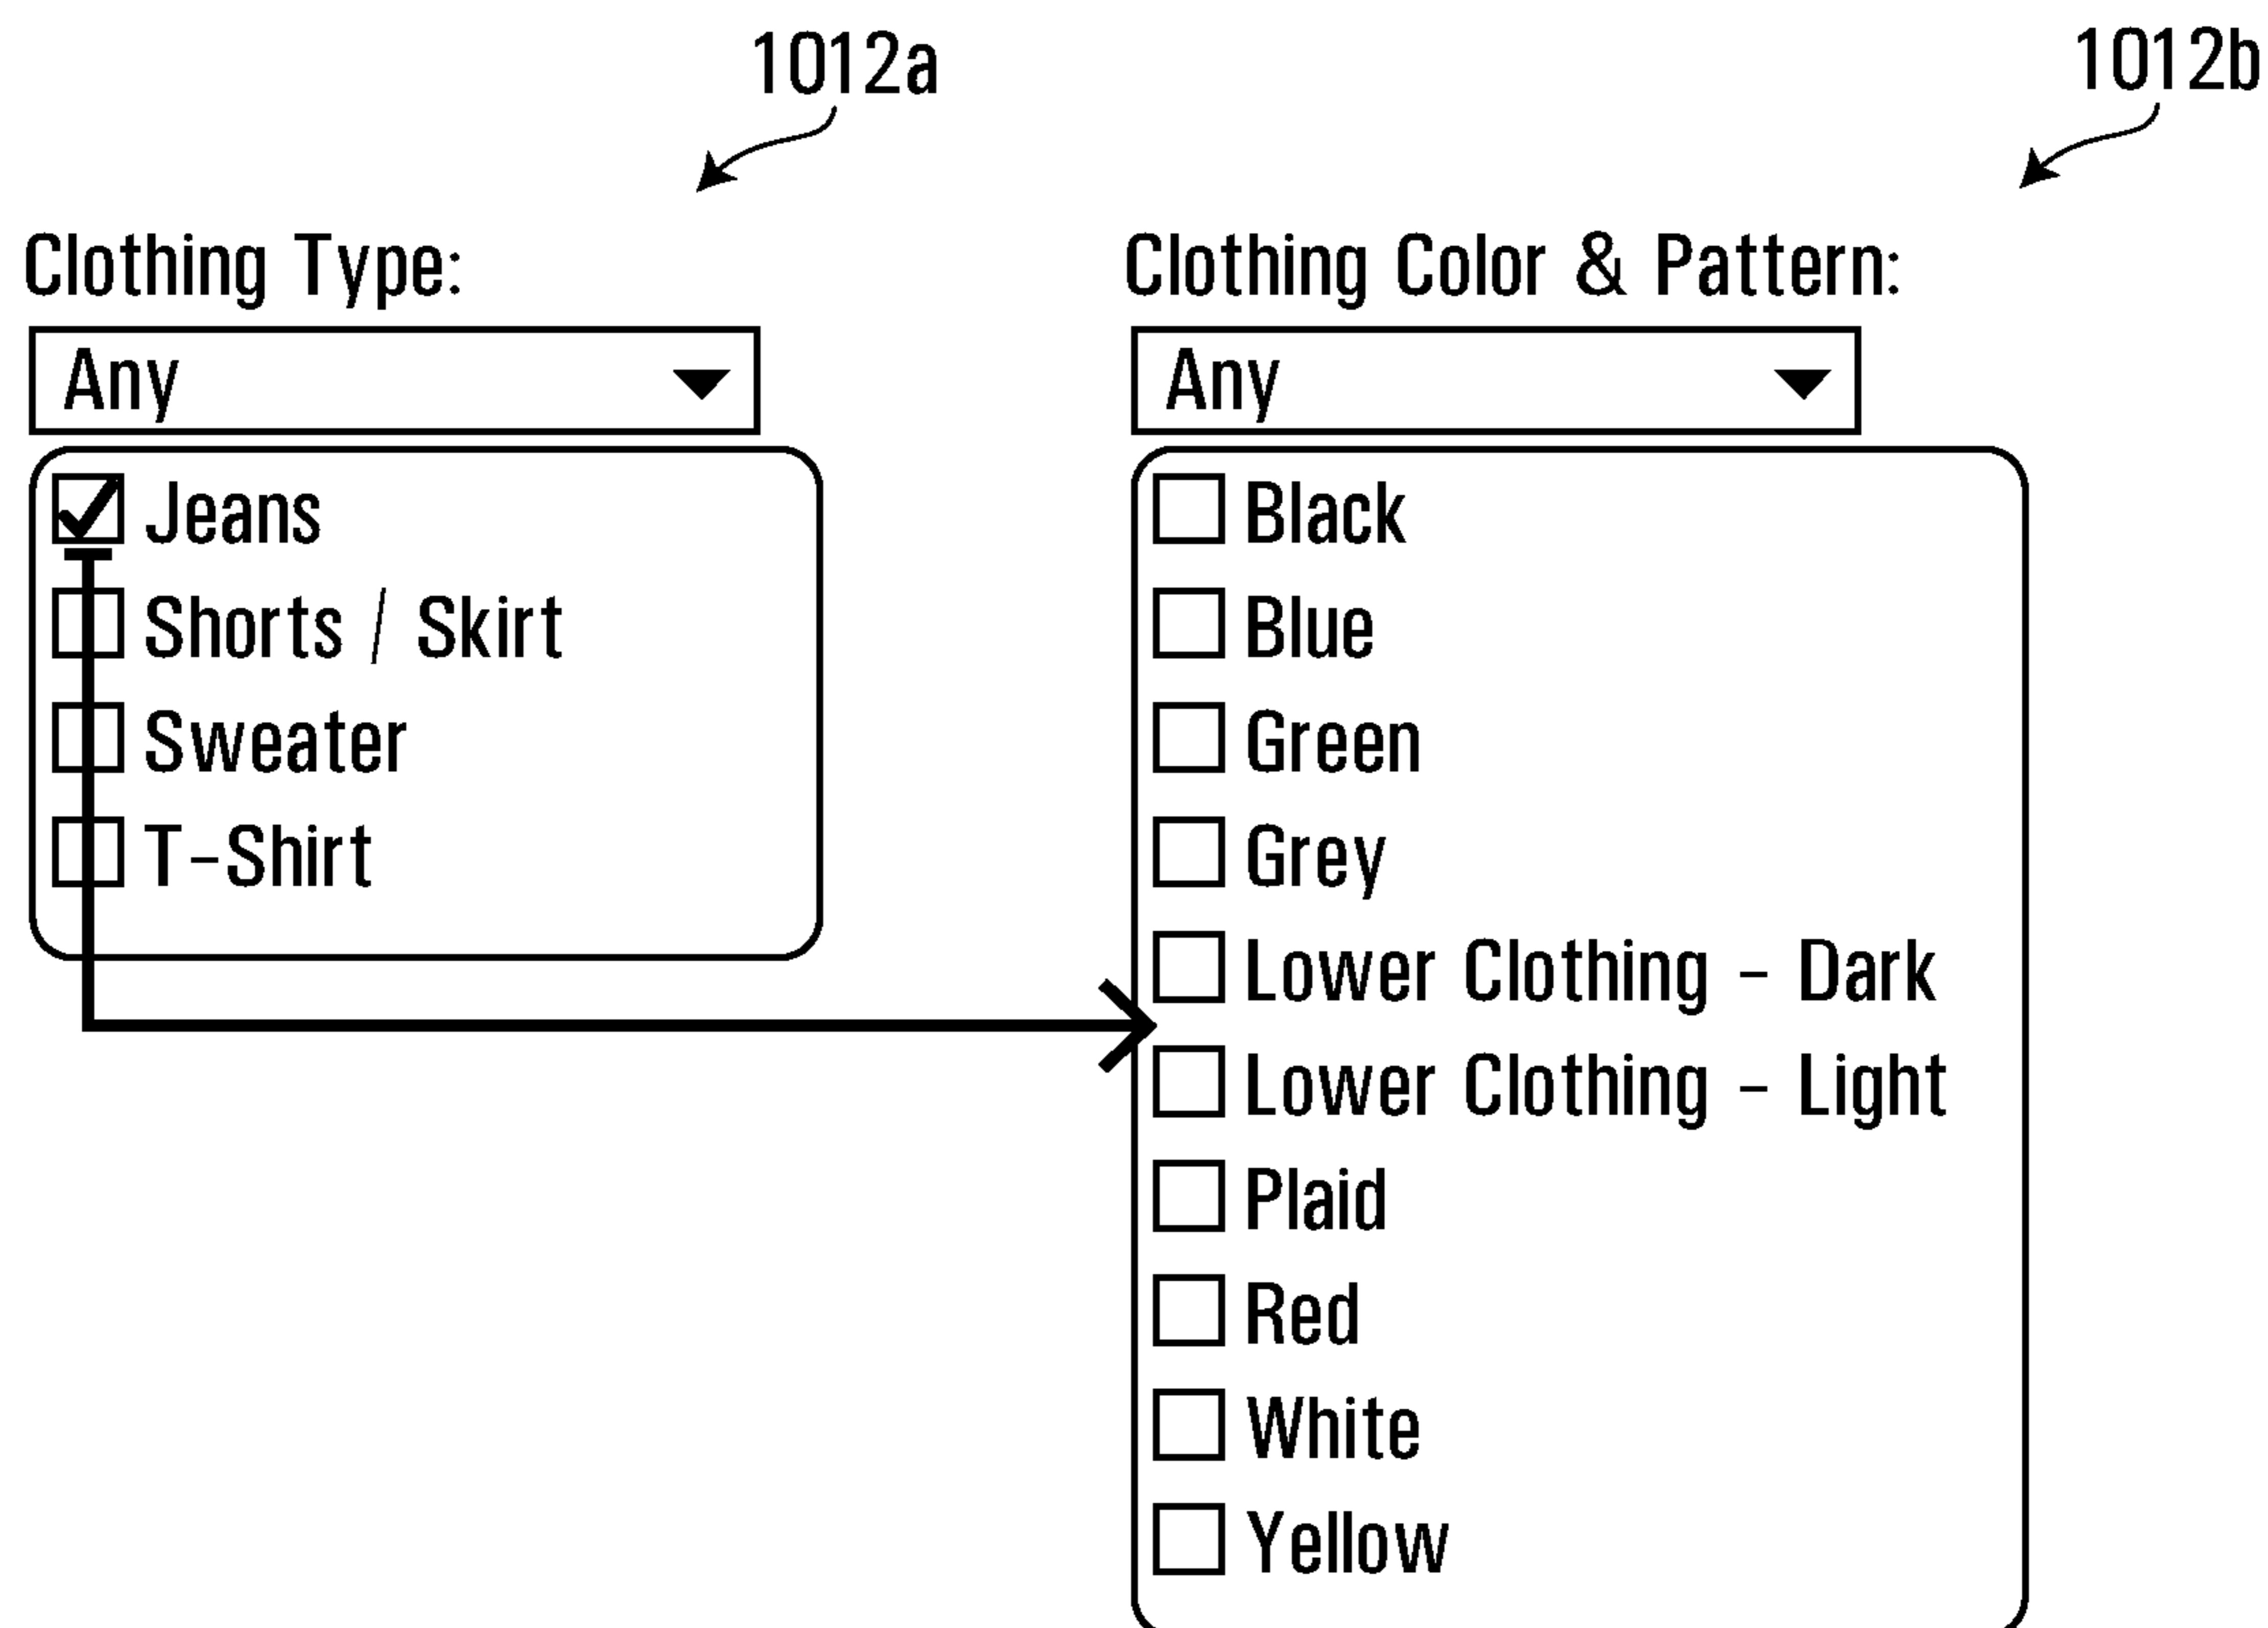 1012a
1012b
Clothing Type:
Any
Jeans
Shorts / Skirt
Sweater
T-Shirt
Clothing Color & Pattern:
Any
Black
Blue
Green
Grey
Lower Clothing - Dark
Lower Clothing - Light
Plaid
Red
White
Yellow